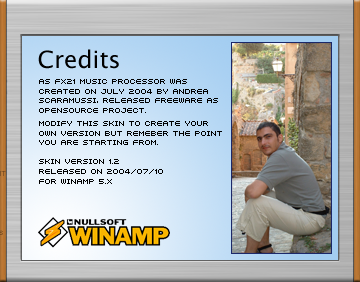 Credits
AS FX21 MUSIC PROCESSOR WAS
CREATED ON JULY 2004 BY ANDREA
SCARAMUSSI. RELEASED FREEWARE AS
OPENSOURCE PROJECT.
MODIFY THIS SKIN TO CREATE YOUR
OWN VERSION BUT REMEBER THE POINT
YOU ARE STARTING FROM.
SKIN VERSION 1.2
RELEASED ON 2004/07/10
FOR WINAMP 5.X
NULLSOFT
WINAMP